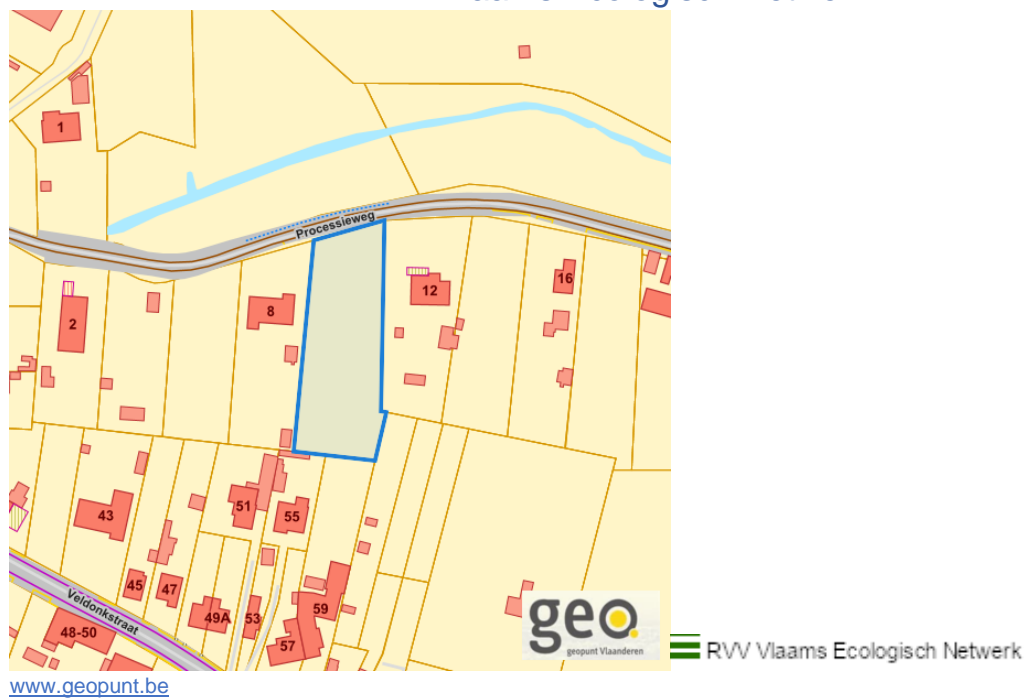 1
Processieweg
8
12
16
2
43
51
55
45
47
49A
53
59
57
Veldonkstraat
48-50
geo.
geopunt Vlaanderen
RVV Vlaams Ecologisch Netwerk
www.geopunt.be